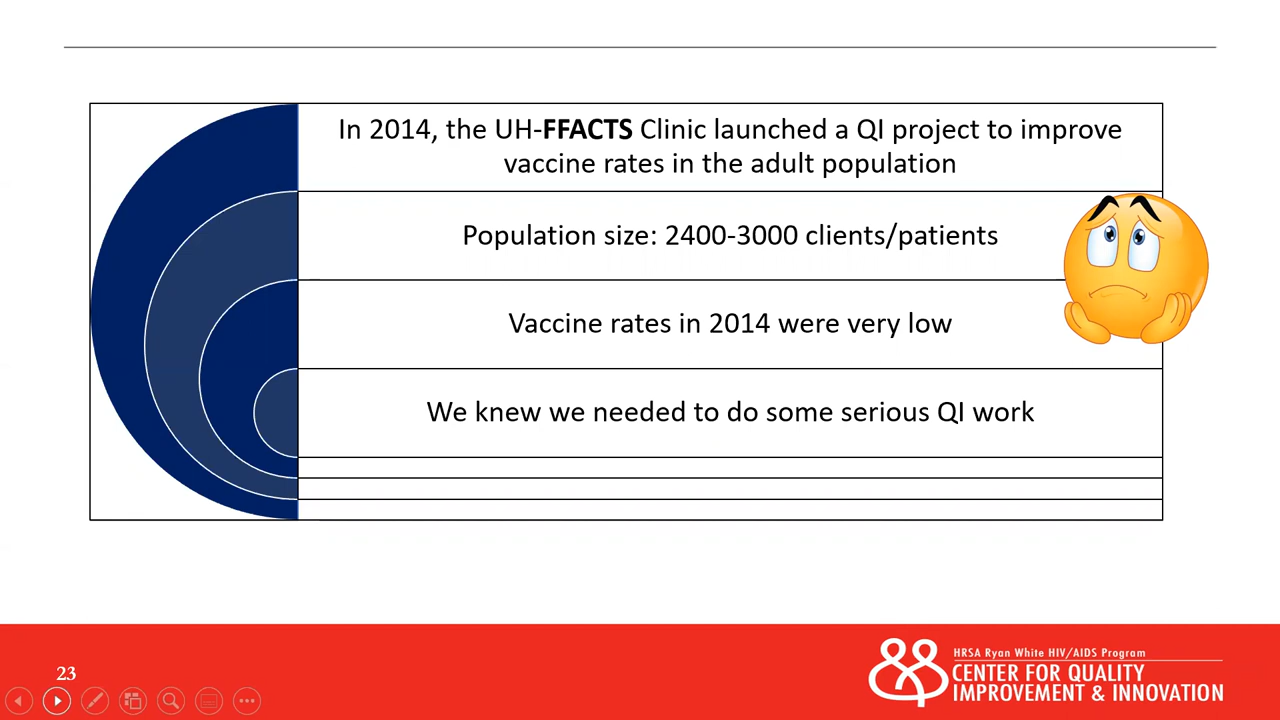 In 2014, the UH-FFACTS Clinic launched a QI project to improve
vaccine rates in the adult population
Population size: 2400-3000 clients/patients
Vaccine rates in 2014 were very low
We knew we needed to do some serious QI work
23
HRSA Ryan White HIV/AIDS Program
CENTER FOR QUALITY
IMPROVEMENT & INNOVATION